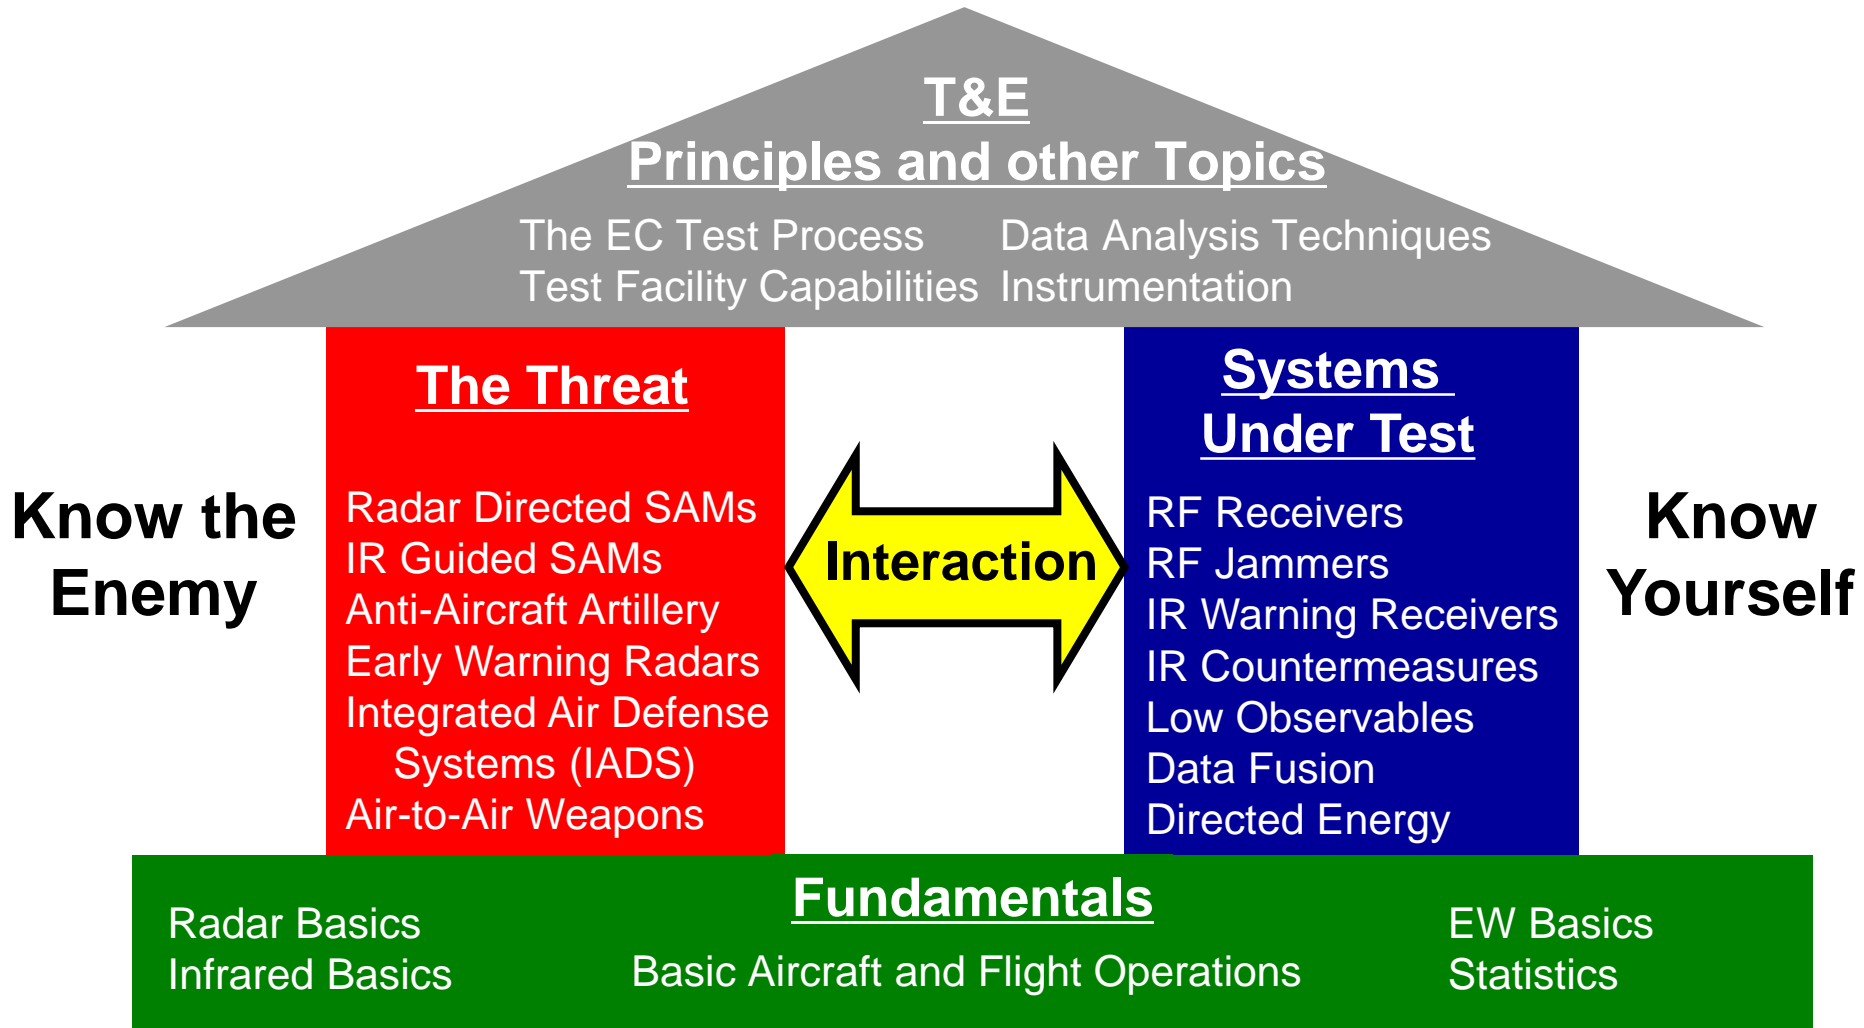 T&E
Principles and other Topics
The EC Test Process
Test Facility Capabilities
Data Analysis Techniques
Instrumentation
Know the
Enemy
The Threat
Radar Directed SAMs
IR Guided SAMs
Anti-Aircraft Artillery
Early Warning Radars
Integrated Air Defense
Systems (IADS)
Air-to-Air Weapons
Interaction
Systems
Under Test
RF Receivers
RF Jammers
IR Warning Receivers
IR Countermeasures
Low Observables
Data Fusion
Directed Energy
Know
Yourself
Fundamentals
Radar Basics
Infrared Basics
Basic Aircraft and Flight Operations
EW Basics
Statistics